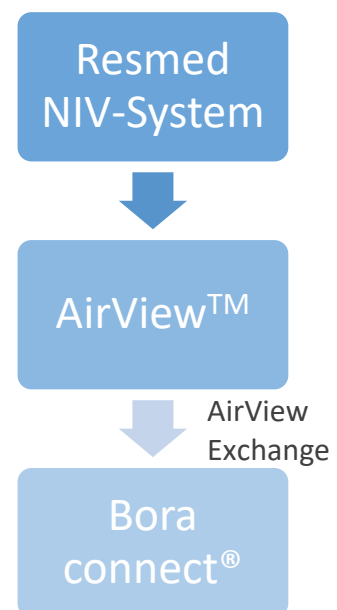 Resmed
NIV-System
AirView™
AirView
Exchange
Bora
connect®